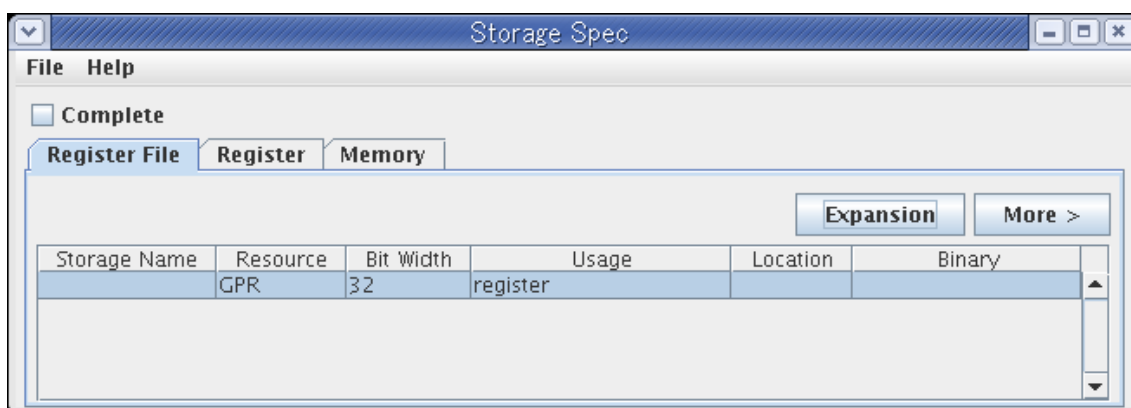 Storage Spec
File Help
Complete
Register File Register Memory
Expansion More >
Storage Name Resource Bit Width Usage Location Binary
GPR 32 register